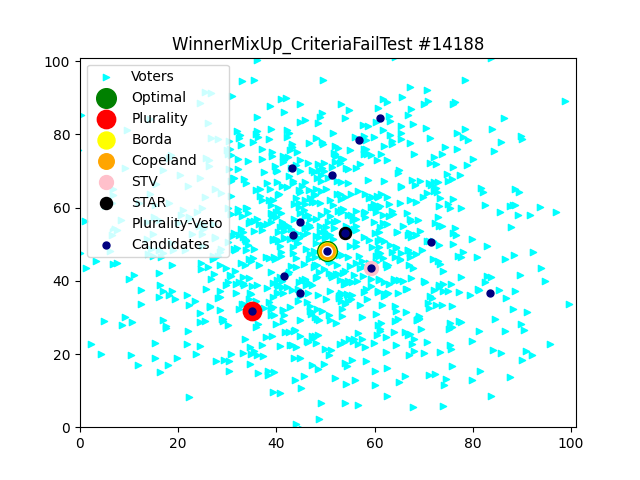 WinnerMixUp_CriteriaFailTest #14188
100
80
60
40
20
0
Voters
Optimal
Plurality
Borda
Copeland
STV
STAR
Plurality-Veto
Candidates
0 20 40 60 80 100